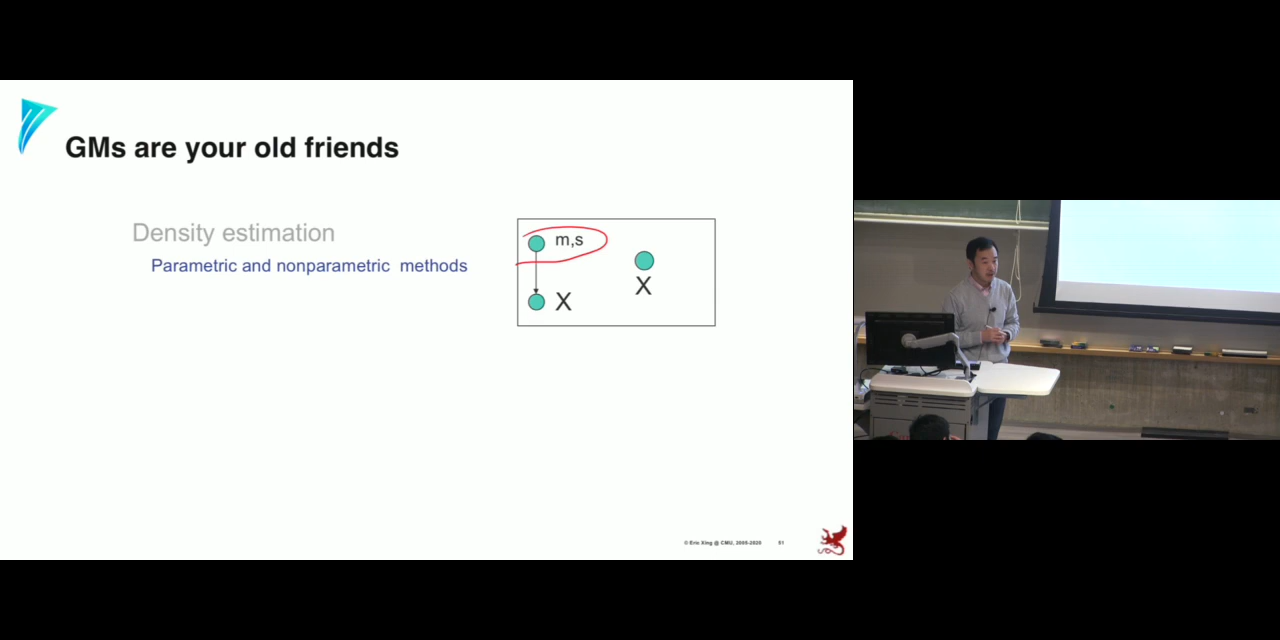 GMs are your old friends
Density estimation
Parametric and nonparametric methods
m,s
X
X
© Eric Xing @ CMU, 2005-2020
51